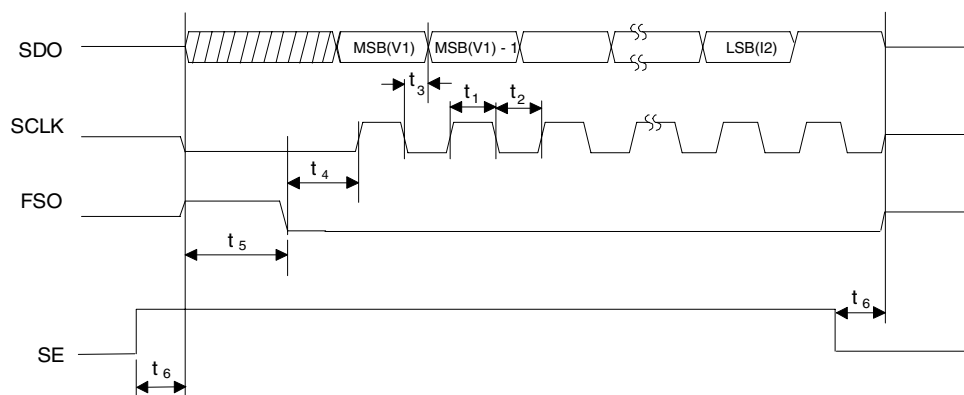 SDO
MSB(V1)
MSB(V1) - 1
LSB(I2)
t3
t1
t2
SCLK
t4
FSO
t5
t6
SE
t6